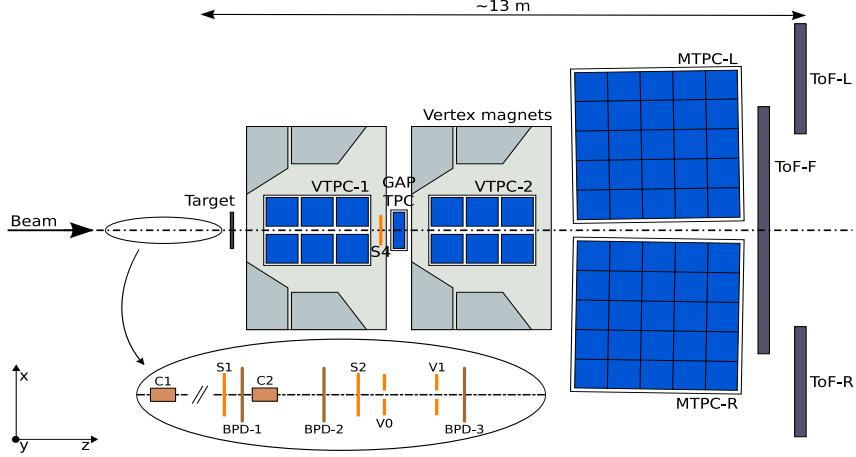 ~13 m
MTPC-L
ToF-L
Vertex magnets
ToF-F
GAP
TPC
VTPC-1
VTPC-2
Target
Beam
S4
S1
C2
S2
V1
C1
x
BPD-1
BPD-2
V0
BPD-3
MTPC-R
ToF-R
y
z